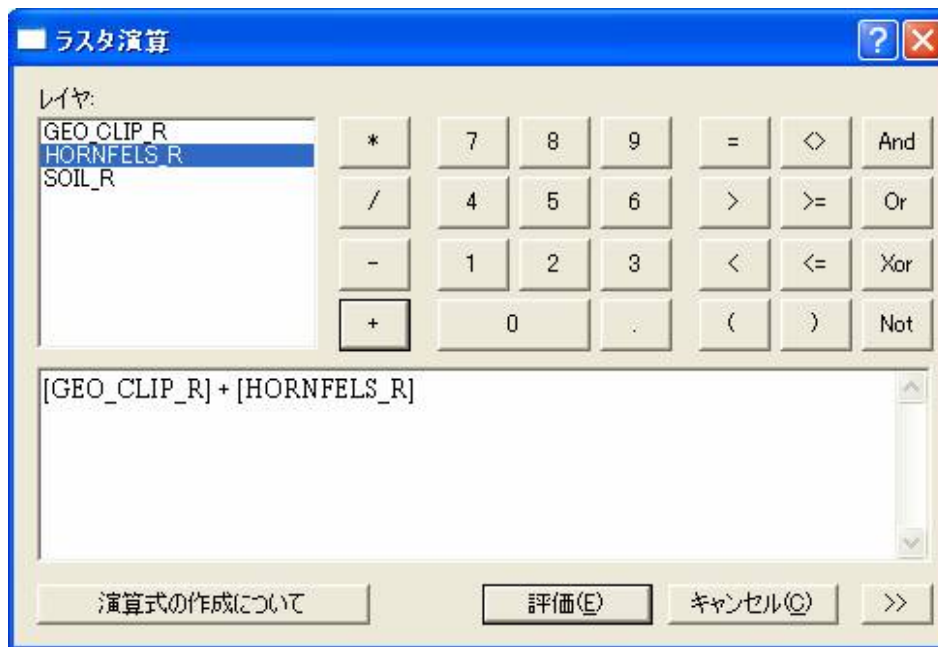 ラスタ演算
レイヤ:
GEO_CLIP_R
HORNFELS_R
SOIL_R
* 7 8 9 = <> And
/ 4 5 6 > >= Or
- 1 2 3 < <= Xor
+ 0 . ( ) Not
[GEO_CLIP_R] + [HORNFELS_R]
演算式の作成について 評価(E) キャンセル(C) >>